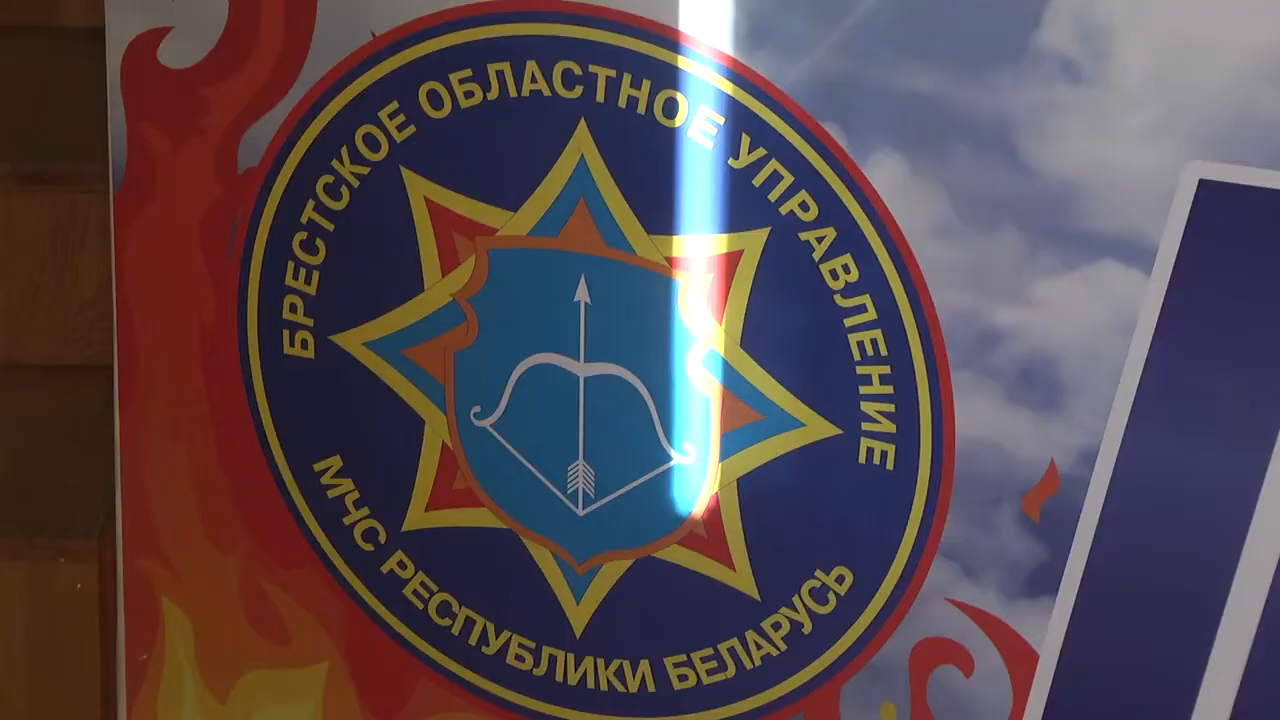 БРЕСТСКОЕ ОБЛАСТНОЕ УПРАВЛЕНИЕ
МЧС РЕСПУБЛИКИ БЕЛАРУСЬ